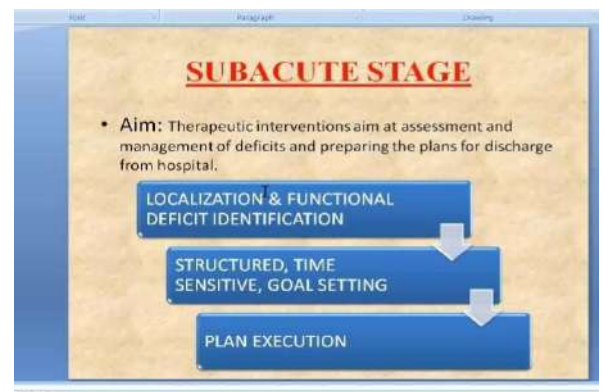 Font
Paragraph
Drawing
SUBACUTE STAGE
• Aim: Therapeutic interventions aim at assessment and
management of deficits and preparing the plans for discharge
from hospital.
LOCALIZATION & FUNCTIONAL
DEFICIT IDENTIFICATION
STRUCTURED, TIME
SENSITIVE, GOAL SETTING
PLAN EXECUTION